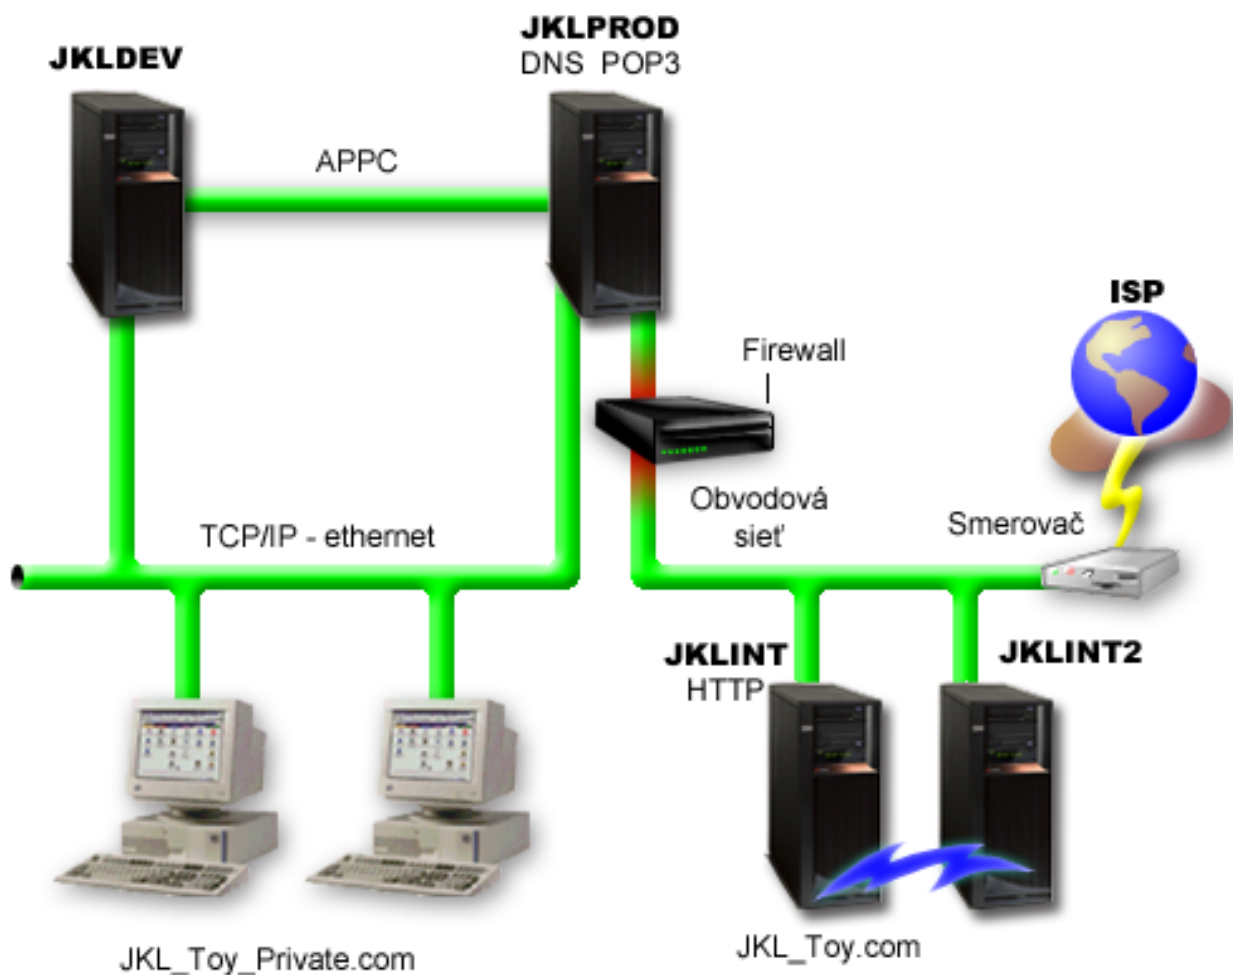 JKLPROD
DNS POP3
JKLDEV
APPC
ISP
Firewall
Obvodová
sieť
Smerovač
TCP/IP - ethernet
JKLINT
HTTP
JKLINT2
JKL_Toy_Private.com
JKL_Toy.com